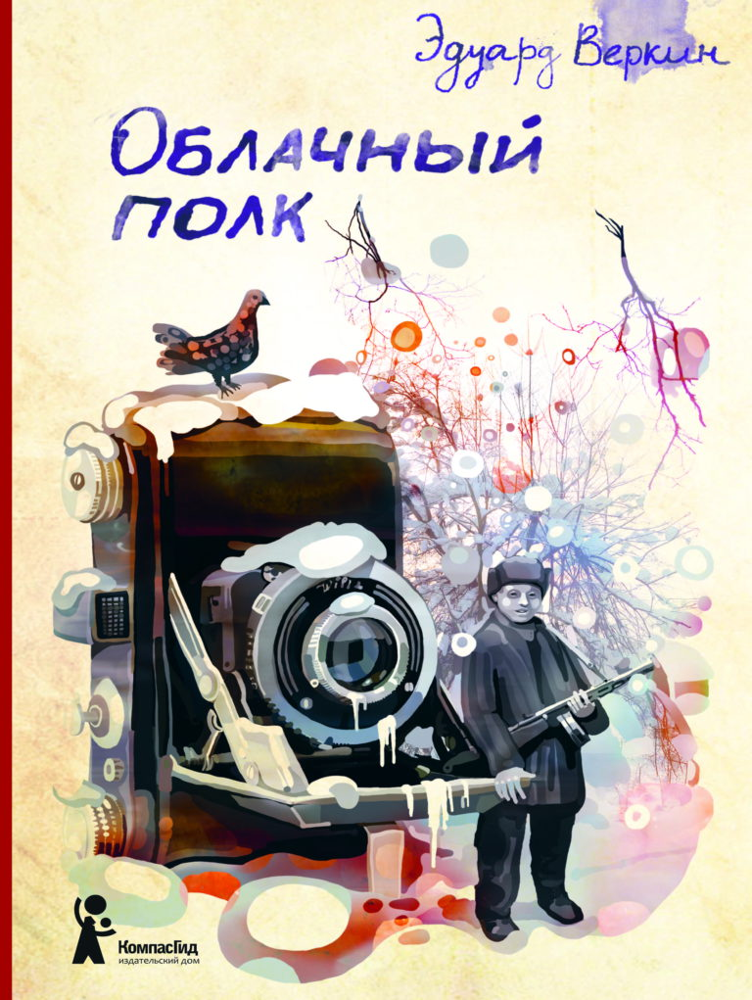 Эдуард Веркин
Облачный
полк
КомпасГид
издательский дом